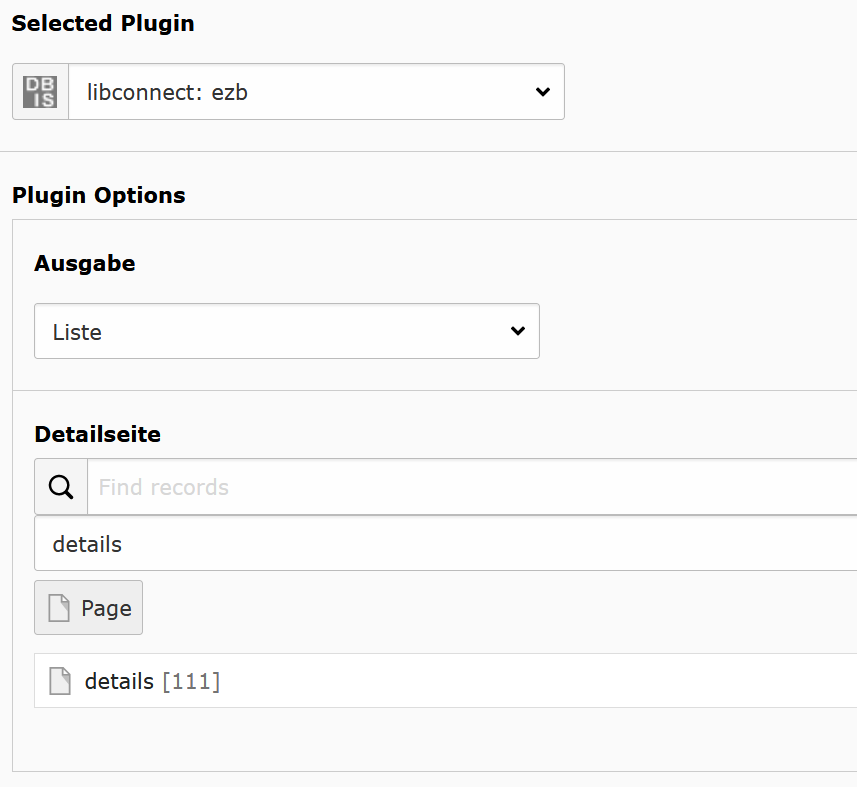 Selected Plugin
DB
IS
libconnect: ezb
Plugin Options
Ausgabe
Liste
Detailseite
Find records
details
Page
details [111]